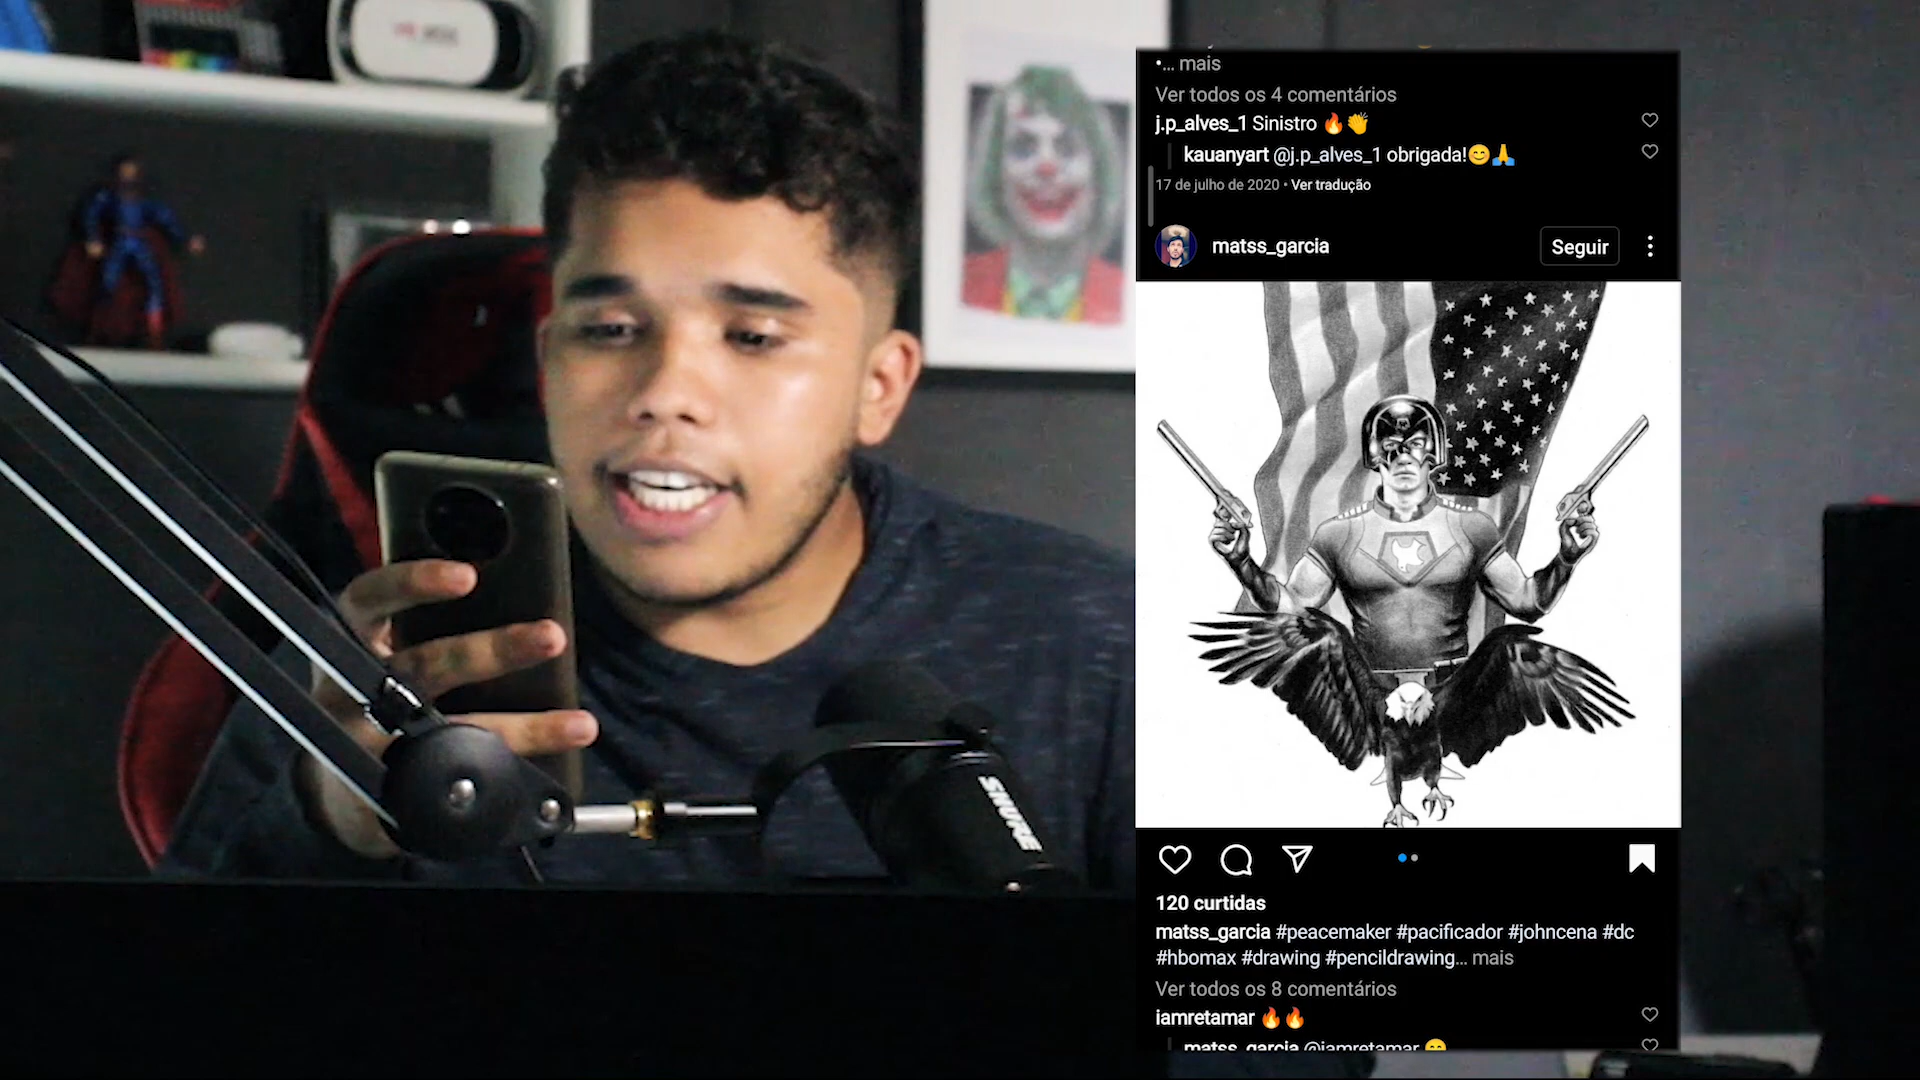 •... mais
Ver todos os 4 comentários
j.p_alves_1 Sinistro 🔥👏
kauanyart @j.p_alves_1 obrigada!😊🙏
17 de julho de 2020 • Ver tradução
matss_garcia
Seguir
120 curtidas
matss_garcia #peacemaker #pacificador #johncena #dc
#hbomax #drawing #pencildrawing... mais
Ver todos os 8 comentários
iamretamar 🔥🔥
matss_garcia @iamretamar 😊
SHURE